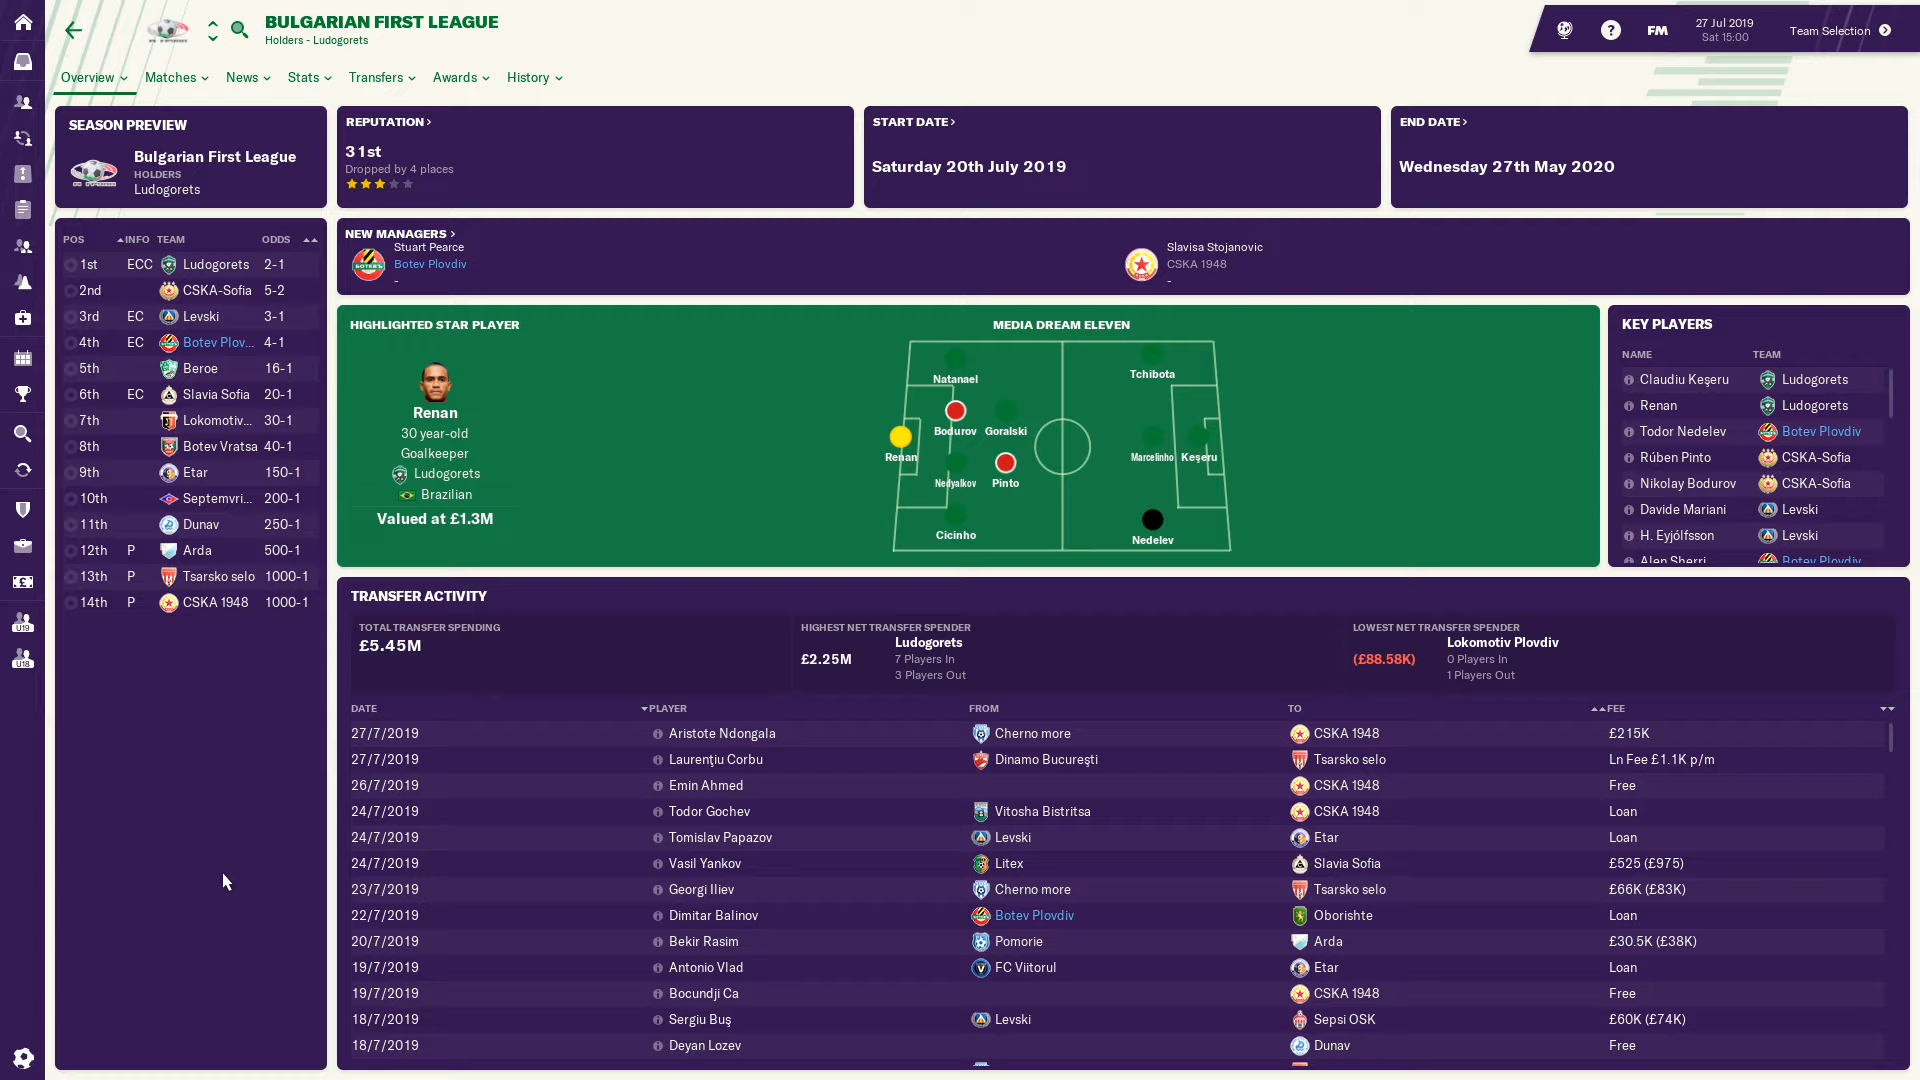 BULGARIAN FIRST LEAGUE
Holders - Ludogorets
27 Jul 2019
Sat 15:00
FM
Team Selection
Overview Matches News Stats Transfers Awards History
SEASON PREVIEW
Bulgarian First League
HOLDERS
Ludogorets
REPUTATION >
31st
Dropped by 4 places
START DATE >
Saturday 20th July 2019
END DATE >
Wednesday 27th May 2020
POS INFO TEAM ODDS
1st ECC Ludogorets 2-1
2nd CSKA-Sofia 5-2
3rd EC Levski 3-1
4th EC Botev Plov... 4-1
5th Beroe 16-1
6th EC Slavia Sofia 20-1
7th Lokomotiv... 30-1
8th Botev Vratsa 40-1
9th Etar 150-1
10th Septemvri... 200-1
11th Dunav 250-1
12th P Arda 500-1
13th P Tsarsko selo 1000-1
14th P CSKA 1948 1000-1
U19
U18
NEW MANAGERS >
Stuart Pearce
Botev Plovdiv
-
Slavisa Stojanovic
CSKA 1948
-
HIGHLIGHTED STAR PLAYER
Renan
30 year-old
Goalkeeper
Ludogorets
Brazilian
Valued at £1.3M
MEDIA DREAM ELEVEN
Natanael
Tchibota
Bodurov
Goralski
Renan
Marcelinho
Keşeru
Nedyalkov
Pinto
Cicinho
Nedelev
KEY PLAYERS
NAME TEAM
Claudiu Keşeru Ludogorets
Renan Ludogorets
Todor Nedelev Botev Plovdiv
Rúben Pinto CSKA-Sofia
Nikolay Bodurov CSKA-Sofia
Davide Mariani Levski
H. Eyjólfsson Levski
Alen Sherri Botev Plovdiv
TRANSFER ACTIVITY
TOTAL TRANSFER SPENDING
£5.45M
HIGHEST NET TRANSFER SPENDER
£2.25M
Ludogorets
7 Players In
3 Players Out
LOWEST NET TRANSFER SPENDER
(£88.58K)
Lokomotiv Plovdiv
0 Players In
1 Players Out
DATE PLAYER FROM TO FEE
27/7/2019 Aristote Ndongala Cherno more CSKA 1948 £215K
27/7/2019 Laurenţiu Corbu Dinamo Bucureşti Tsarsko selo Ln Fee £1.1K p/m
26/7/2019 Emin Ahmed CSKA 1948 Free
24/7/2019 Todor Gochev Vitosha Bistritsa CSKA 1948 Loan
24/7/2019 Tomislav Papazov Levski Etar Loan
24/7/2019 Vasil Yankov Litex Slavia Sofia £525 (£975)
23/7/2019 Georgi Iliev Cherno more Tsarsko selo £66K (£83K)
22/7/2019 Dimitar Balinov Botev Plovdiv Oborishte Loan
20/7/2019 Bekir Rasim Pomorie Arda £30.5K (£38K)
19/7/2019 Antonio Vlad FC Viitorul Etar Loan
19/7/2019 Bocundji Ca CSKA 1948 Free
18/7/2019 Sergiu Buş Levski Sepsi OSK £60K (£74K)
18/7/2019 Deyan Lozev Dunav Free